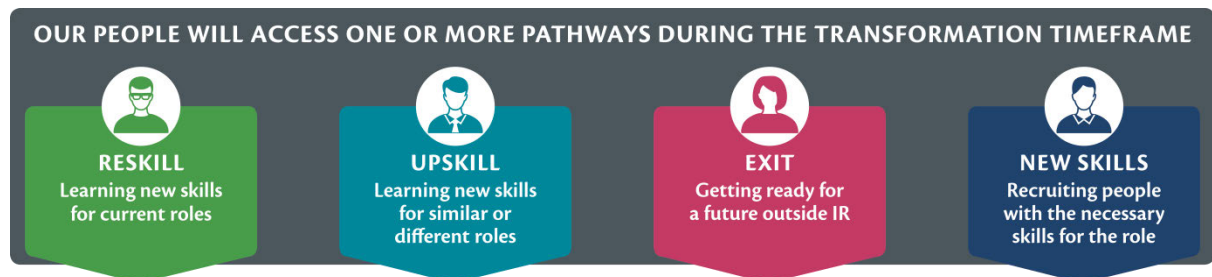 OUR PEOPLE WILL ACCESS ONE OR MORE PATHWAYS DURING THE TRANSFORMATION TIMEFRAME
RESKILL
Learning new skills
for current roles
UPSKILL
Learning new skills
for similar or
different roles
EXIT
Getting ready for
a future outside IR
NEW SKILLS
Recruiting people
with the necessary
skills for the role